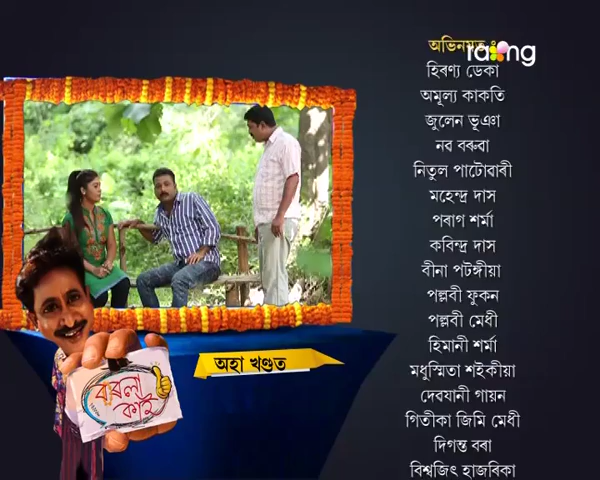 অভিনয়ত :
rang
হিৰণ্য ডেকা
অমূল্য কাকতি
জুলেন ভূঞা
নব বৰুৱা
নিতুল পাটোৱাৰী
মহেন্দ্ৰ দাস
পৰাগ শৰ্মা
কবিন্দ্ৰ দাস
বীনা পটঙ্গীয়া
পল্লবী ফুকন
পল্লবী মেধী
হিমানী শৰ্মা
মধুস্মিতা শইকীয়া
দেৱযানী গায়ন
গিতীকা জিমি মেধী
দিগন্ত বৰা
বিশ্বজিৎ হাজৰিকা
অহা খণ্ডত
বৰলা
কাই